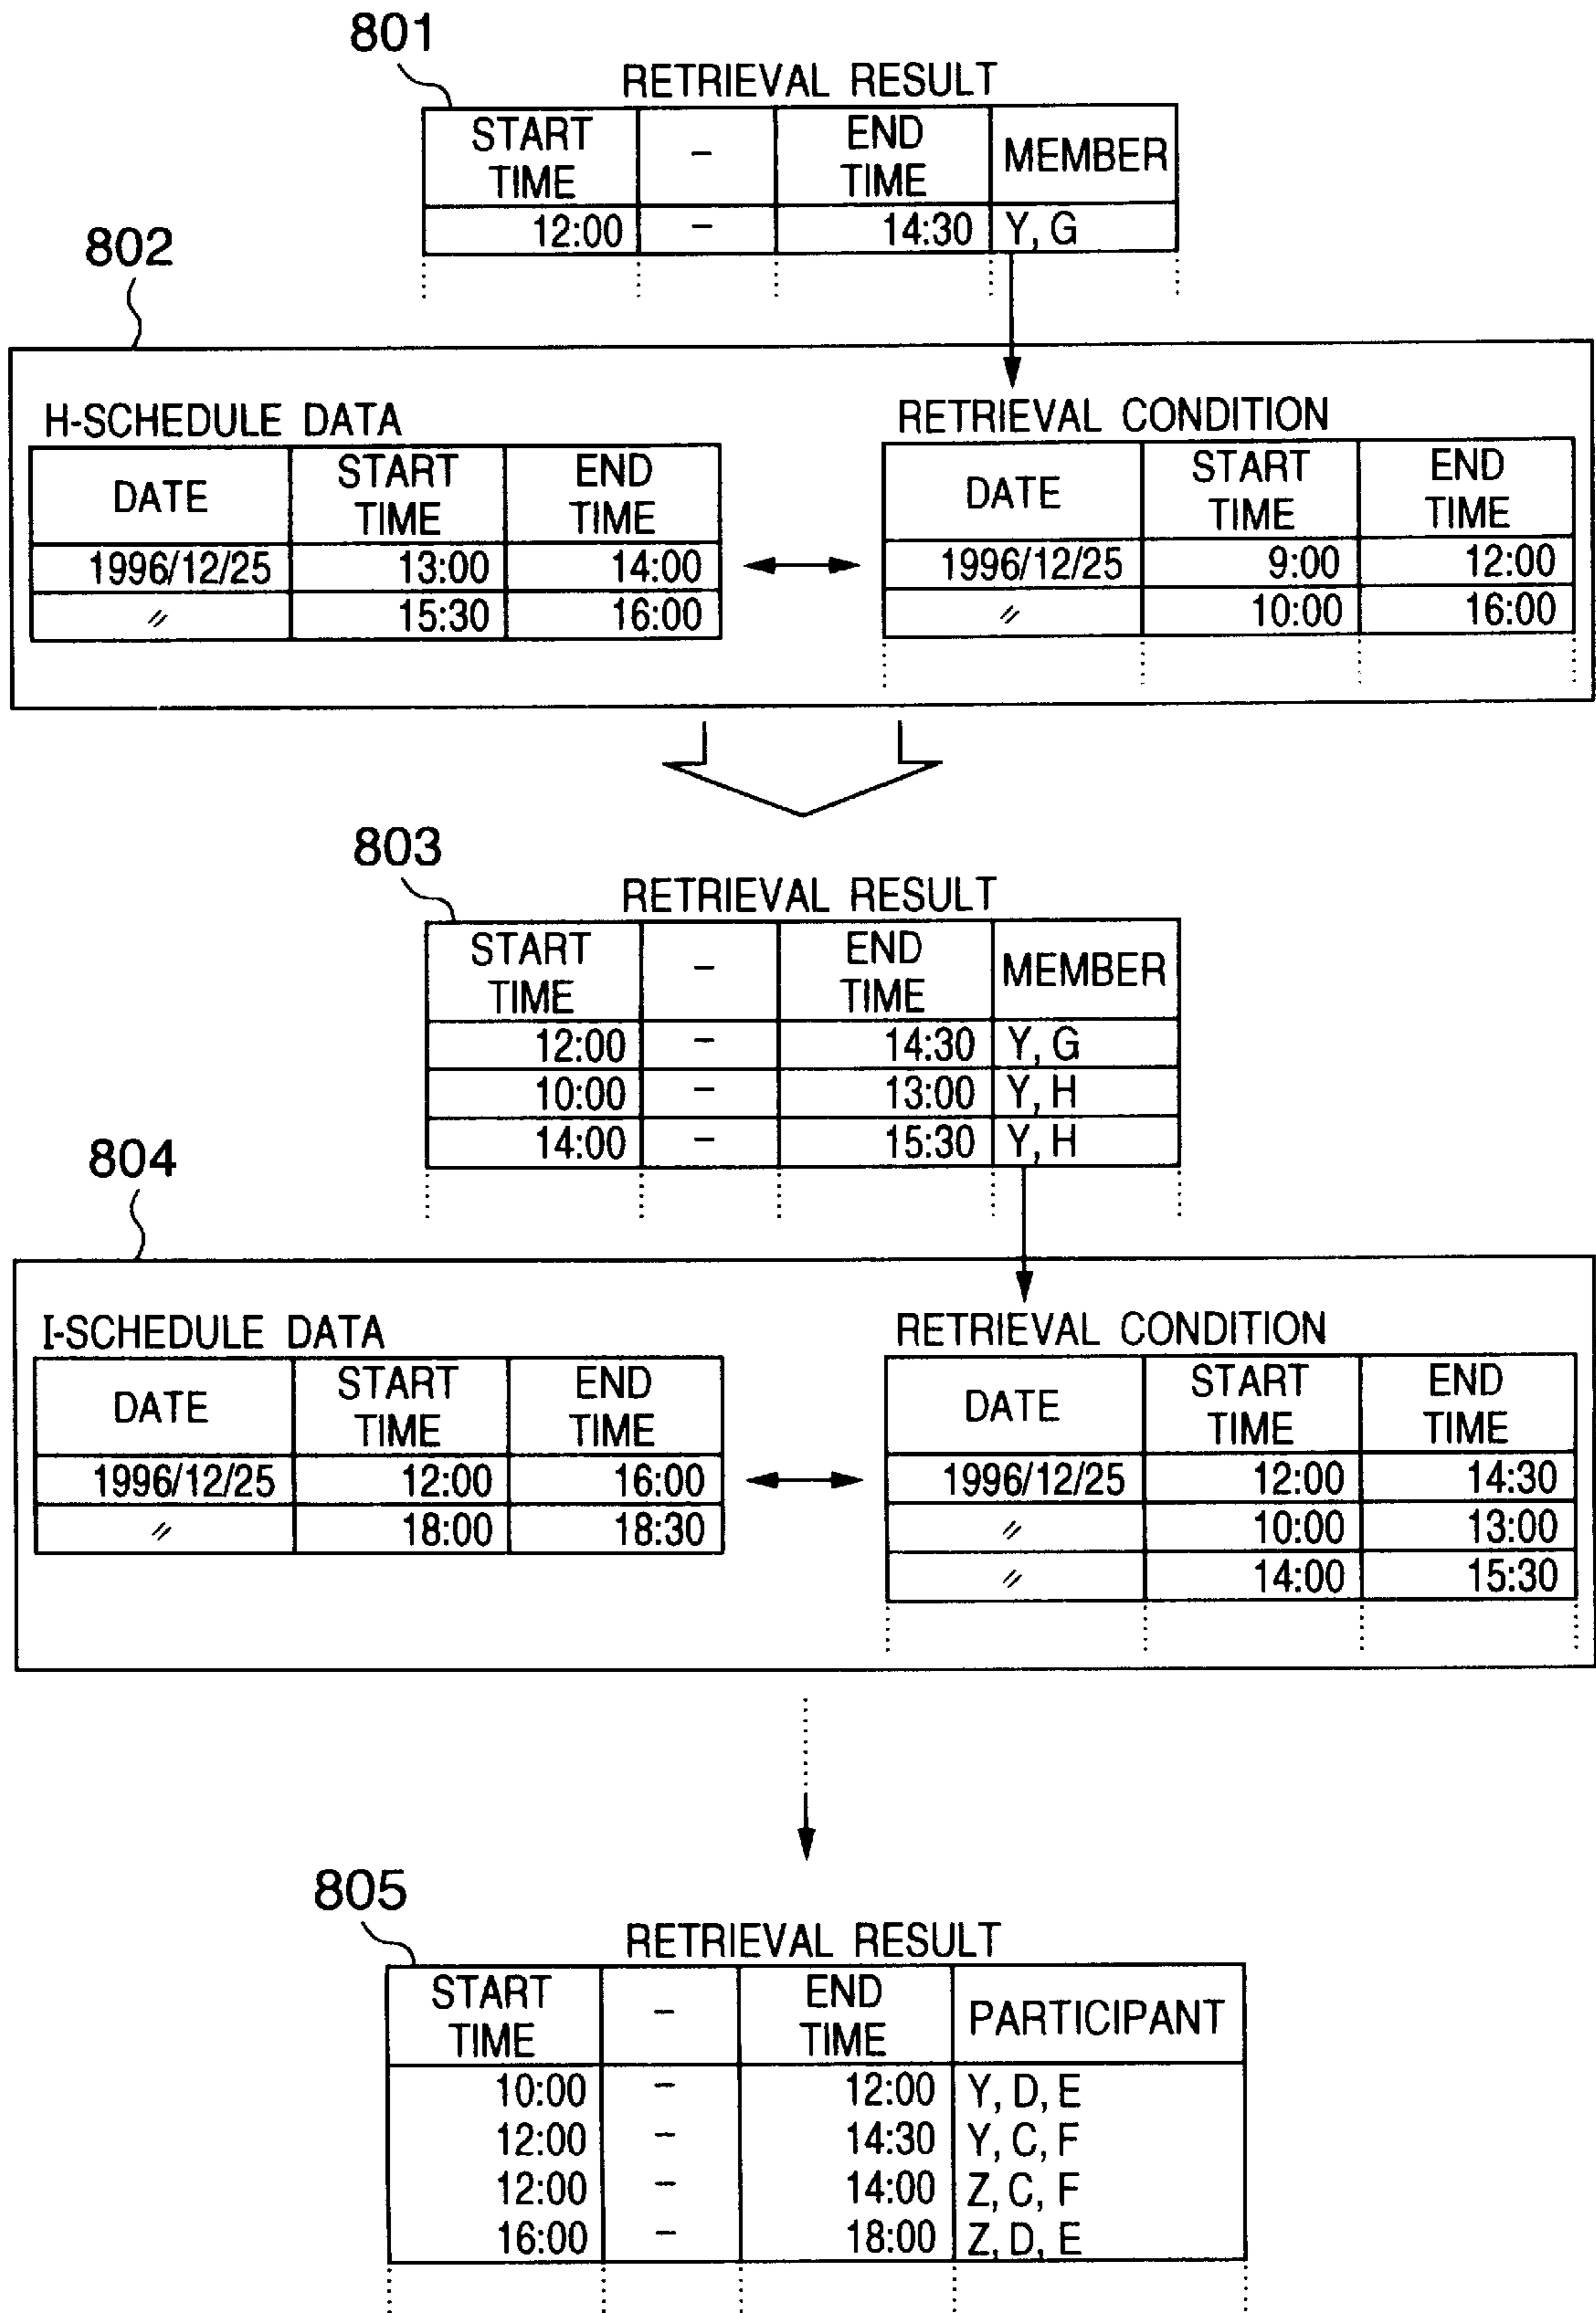 801
RETRIEVAL RESULT
START TIME – END TIME MEMBER
12:00 – 14:30 Y, G
802
H-SCHEDULE DATA
DATE START TIME END TIME
1996/12/25 13:00 14:00
〃 15:30 16:00
RETRIEVAL CONDITION
DATE START TIME END TIME
1996/12/25 9:00 12:00
〃 10:00 16:00
803
RETRIEVAL RESULT
START TIME – END TIME MEMBER
12:00 – 14:30 Y, G
10:00 – 13:00 Y, H
14:00 – 15:30 Y, H
804
I-SCHEDULE DATA
DATE START TIME END TIME
1996/12/25 12:00 16:00
〃 18:00 18:30
RETRIEVAL CONDITION
DATE START TIME END TIME
1996/12/25 12:00 14:30
〃 10:00 13:00
〃 14:00 15:30
805
RETRIEVAL RESULT
START TIME – END TIME PARTICIPANT
10:00 – 12:00 Y, D, E
12:00 – 14:30 Y, C, F
12:00 – 14:00 Z, C, F
16:00 – 18:00 Z, D, E